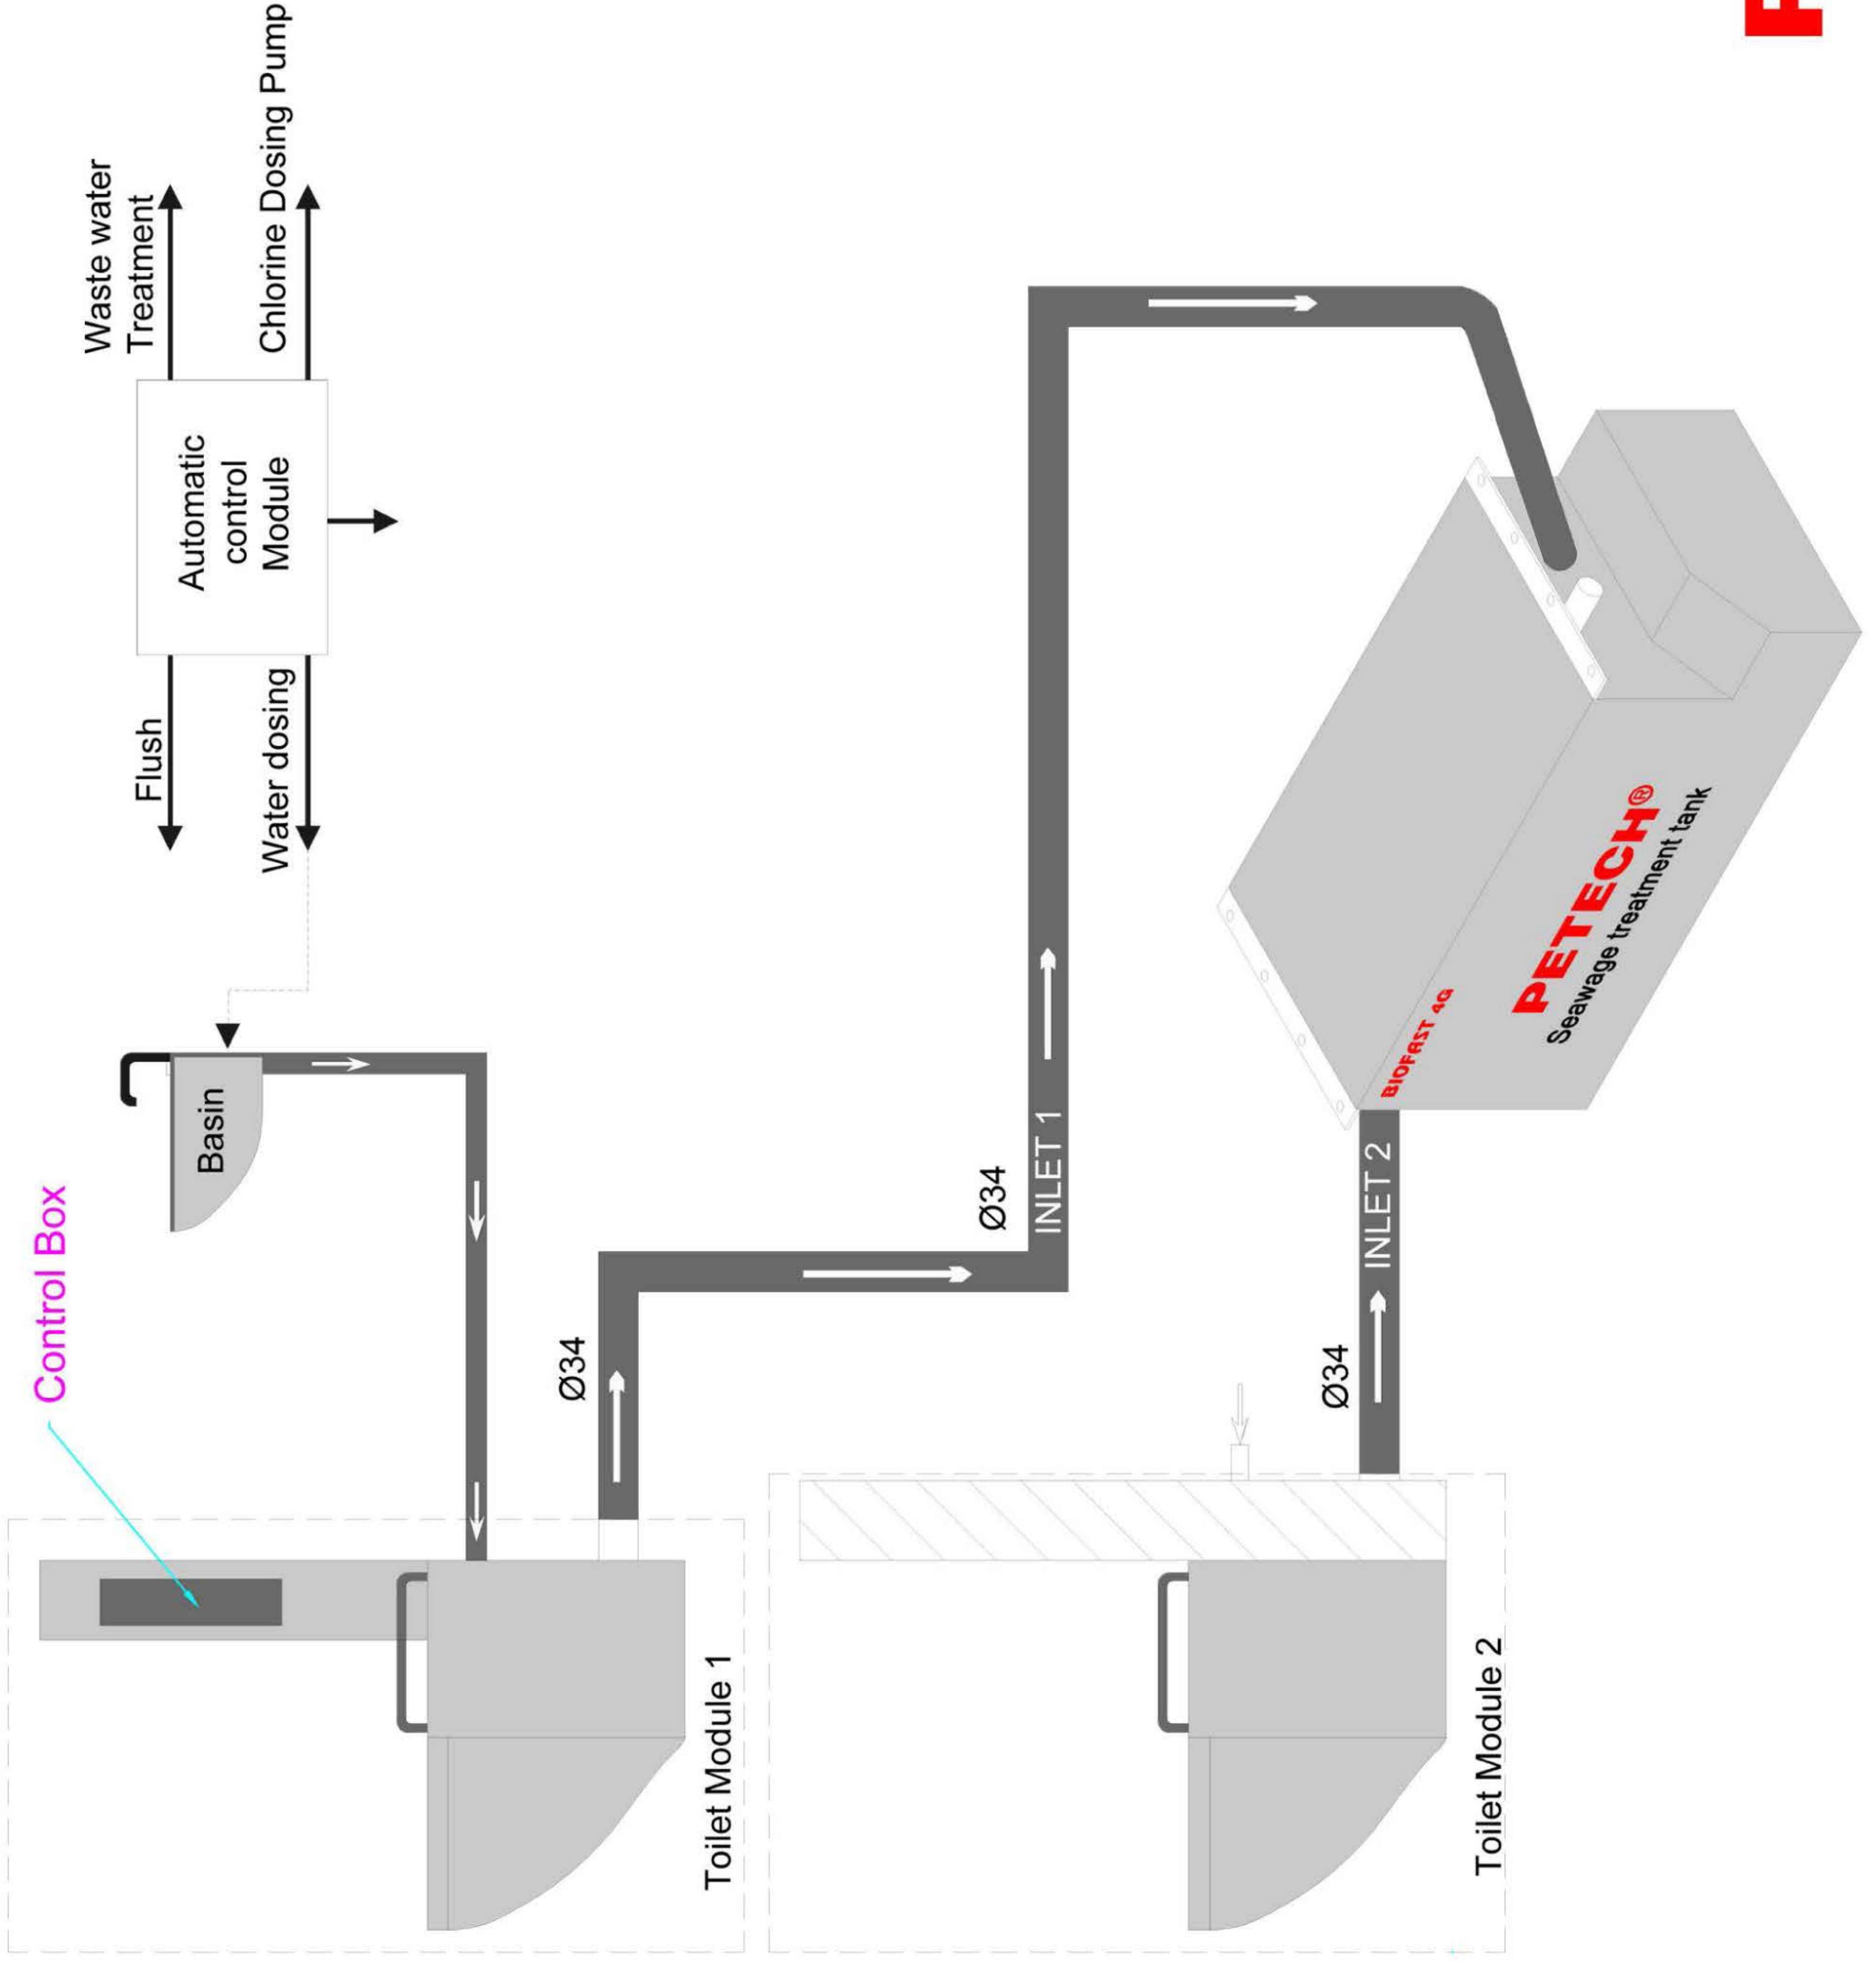 Control Box
Basin
Flush
Water dosing
Automatic
control
Module
Waste water
Treatment
Chlorine Dosing Pump
Ø34
Ø34
INLET 1
Toilet Module 1
Ø34
INLET 2
Toilet Module 2
BIOFAST 4G
PETECH®
Seawage treatment tank